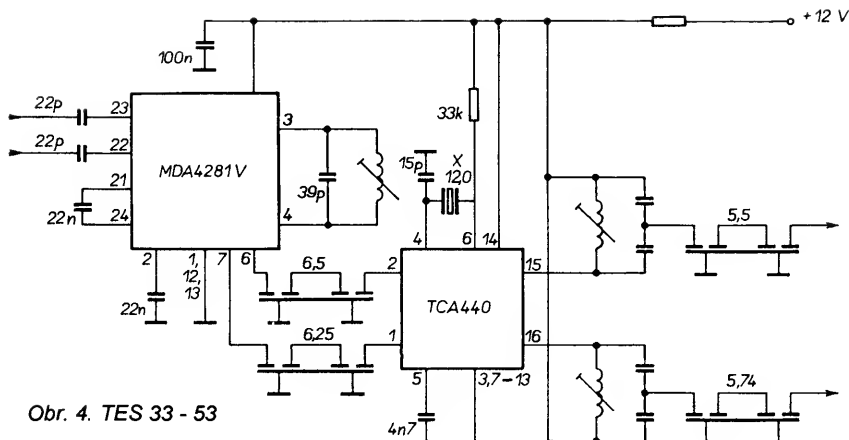 +12 V
100n
33k
22p
23
3
22p
22
MDA4281V
15p
X
12,0
21
39p
22n
24
4
4
6
14
2
1,
12,
13
7
6
6,5
2
15
5,5
22n
TCA440
6,25
1
16
5
3,7-13
5,74
4n7
Obr. 4. TES 33 - 53